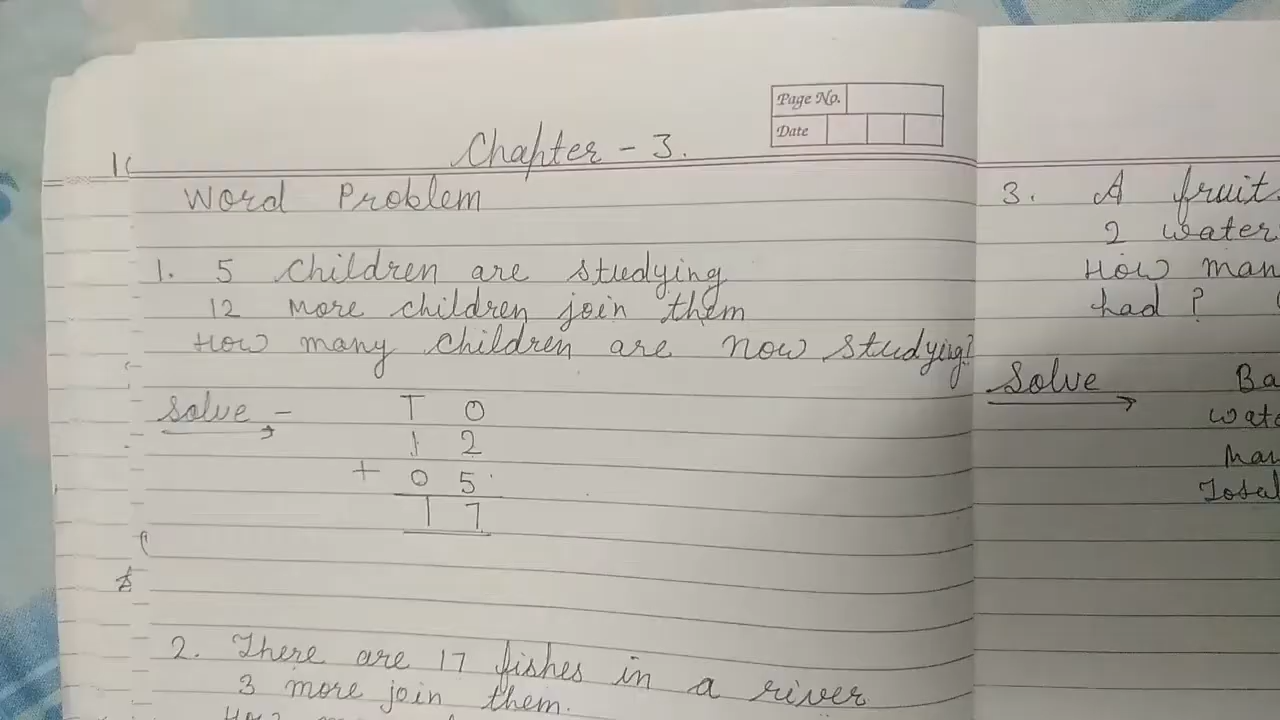 Page No.
Date
Chapter - 3.
Word Problem
1. 5 children are studying
12 more children join them
How many children are now studying?
Solve -
T O
1 2
+ 0 5
1 7
2. There are 17 fishes in a river
3 more join them.
3. A fruit
2 water
How man
had ?
Solve
Ba
wate
Man
Total